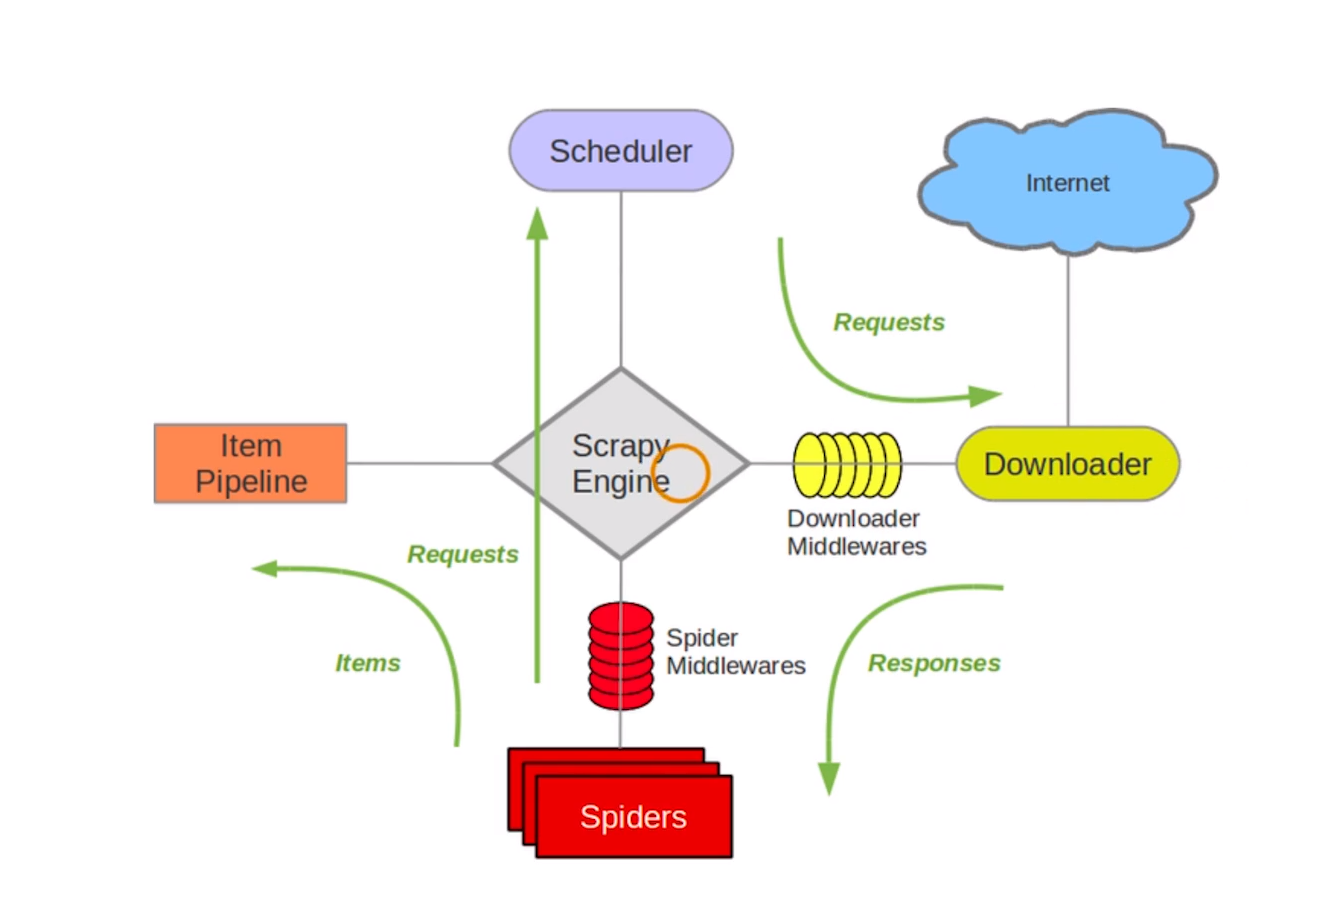 Scheduler
Internet
Requests
Item
Pipeline
Scrapy
Engine
Downloader
Downloader
Middlewares
Requests
Spider
Middlewares
Items
Responses
Spiders